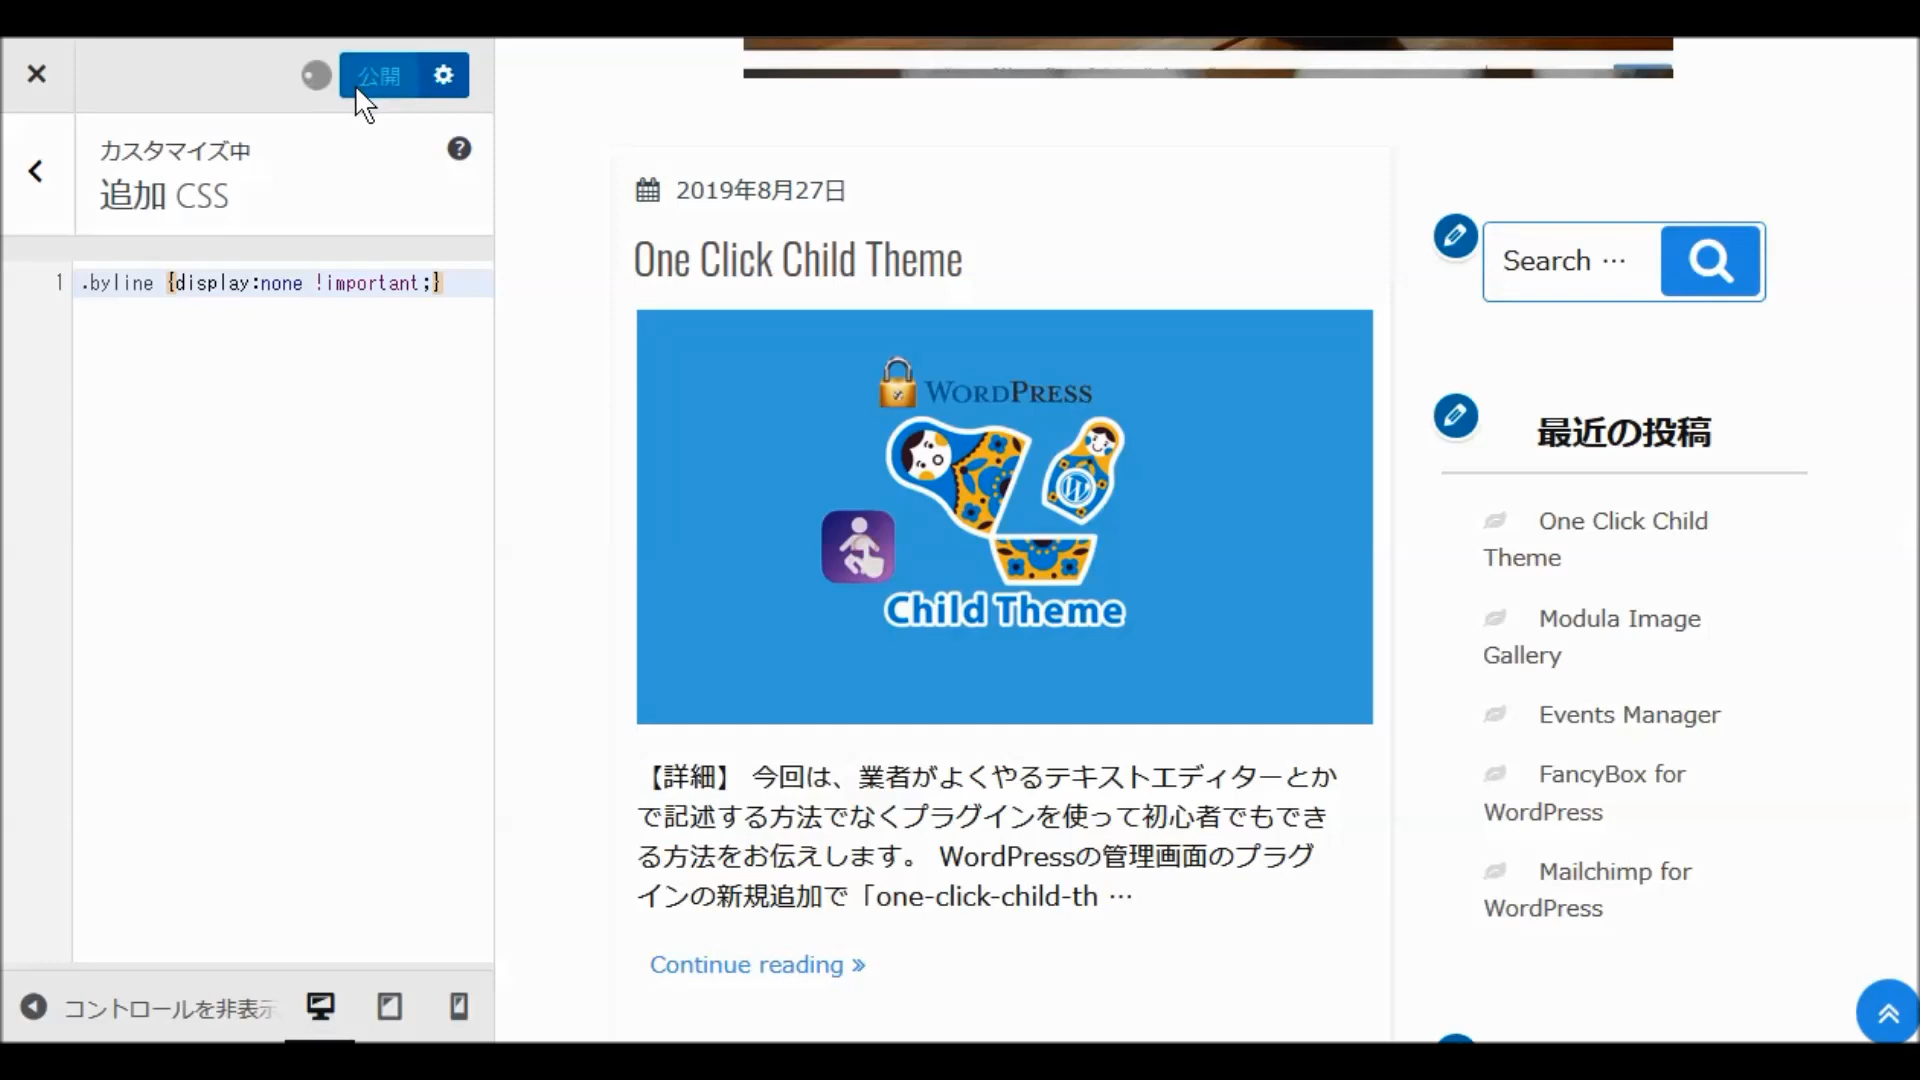 公開
カスタマイズ中
追加 CSS
1 .byline {display:none !important;}
コントロールを非表示
2019年8月27日
One Click Child Theme
WORDPRESS
Child Theme
【詳細】 今回は、業者がよくやるテキストエディターとか
で記述する方法でなくプラグインを使って初心者でもでき
る方法をお伝えします。 WordPressの管理画面のプラグ
インの新規追加で「one-click-child-th …
Continue reading »
Search …
最近の投稿
One Click Child
Theme
Modula Image
Gallery
Events Manager
FancyBox for
WordPress
Mailchimp for
WordPress